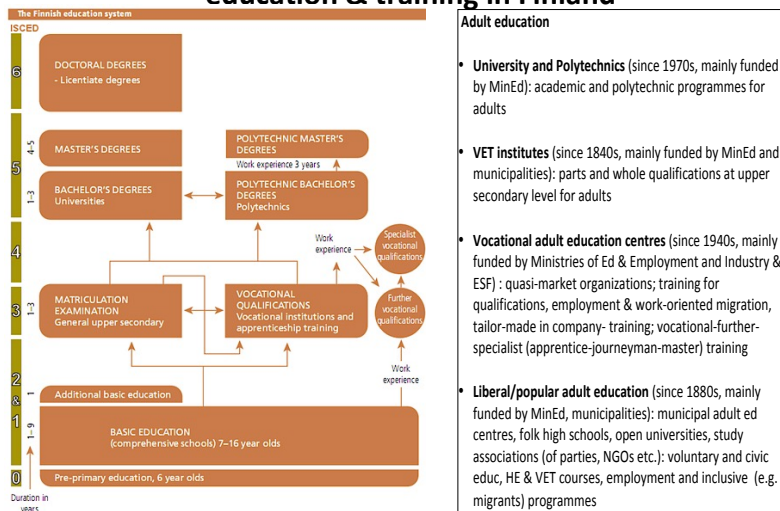 education & training in Finland
The Finnish education system
ISCED
6
DOCTORAL DEGREES
- Licentiate degrees
5
4–5
MASTER'S DEGREES
POLYTECHNIC MASTER'S
DEGREES
Work experience 3 years
1–3
BACHELOR'S DEGREES
Universities
POLYTECHNIC BACHELOR'S
DEGREES
Polytechnics
4
Work
experience
Specialist
vocational
qualifications
3
1–3
MATRICULATION
EXAMINATION
General upper secondary
VOCATIONAL
QUALIFICATIONS
Vocational Institutions and
apprenticeship training
Further
vocational
qualifications
Work
experience
2
&
1
1
Additional basic education
1–9
BASIC EDUCATION
(comprehensive schools) 7–16 year olds
0
Pre-primary education, 6 year olds
Duration in
years
Adult education
• University and Polytechnics (since 1970s, mainly funded
by MinEd): academic and polytechnic programmes for
adults
• VET institutes (since 1840s, mainly funded by MinEd and
municipalities): parts and whole qualifications at upper
secondary level for adults
• Vocational adult education centres (since 1940s, mainly
funded by Ministries of Ed & Employment and Industry &
ESF) : quasi-market organizations; training for
qualifications, employment & work-oriented migration,
tailor-made in company- training; vocational-further-
specialist (apprentice-journeyman-master) training
• Liberal/popular adult education (since 1880s, mainly
funded by MinEd, municipalities): municipal adult ed
centres, folk high schools, open universities, study
associations (of parties, NGOs etc.): voluntary and civic
educ, HE & VET courses, employment and inclusive (e.g.
migrants) programmes